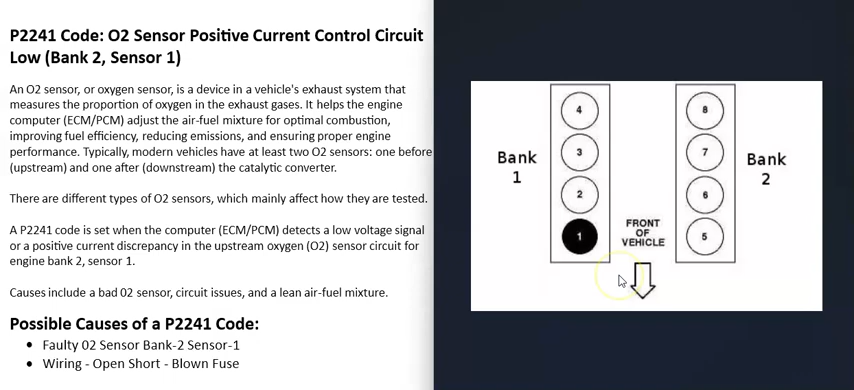 P2241 Code: O2 Sensor Positive Current Control Circuit
Low (Bank 2, Sensor 1)
An O2 sensor, or oxygen sensor, is a device in a vehicle's exhaust system that
measures the proportion of oxygen in the exhaust gases. It helps the engine
computer (ECM/PCM) adjust the air-fuel mixture for optimal combustion,
improving fuel efficiency, reducing emissions, and ensuring proper engine
performance. Typically, modern vehicles have at least two O2 sensors: one before
(upstream) and one after (downstream) the catalytic converter.
There are different types of O2 sensors, which mainly affect how they are tested.
A P2241 code is set when the computer (ECM/PCM) detects a low voltage signal
or a positive current discrepancy in the upstream oxygen (O2) sensor circuit for
engine bank 2, sensor 1.
Causes include a bad 02 sensor, circuit issues, and a lean air-fuel mixture.
Possible Causes of a P2241 Code:
• Faulty 02 Sensor Bank-2 Sensor-1
• Wiring - Open Short - Blown Fuse
Bank
1
4
3
2
1
FRONT
OF
VEHICLE
8
7
6
5
Bank
2